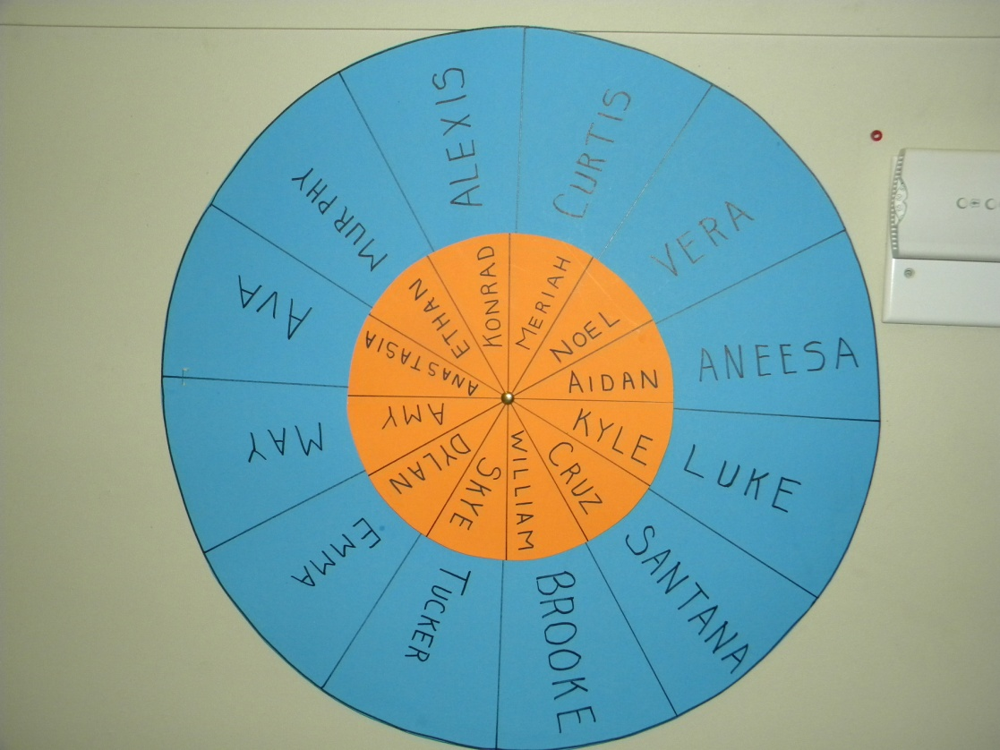 ALEXIS
CURTIS
VERA
ANEESA
LUKE
SANTANA
BROOKE
TUCKER
EMMA
MAY
AVA
MURPHY
KONRAD
MERIAH
NOEL
AIDAN
KYLE
CRUZ
WILLIAM
SKYE
DYLAN
AMY
ANASTASIA
ETHAN